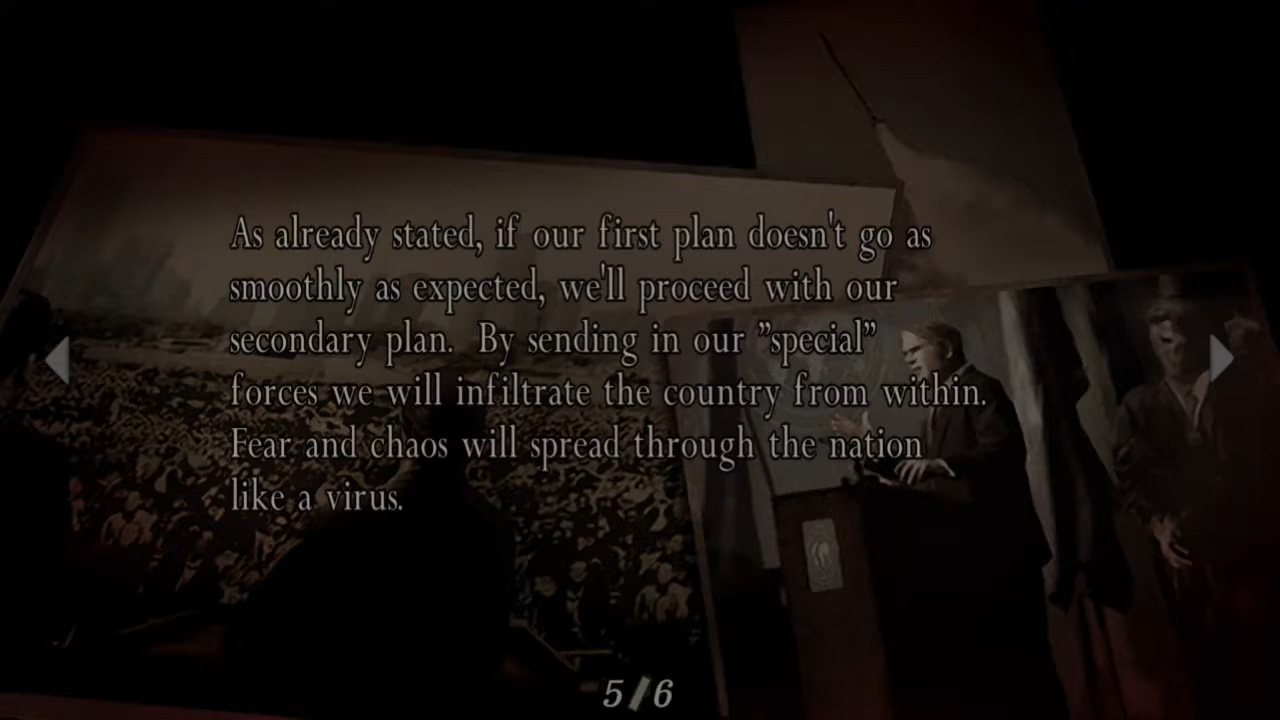 As already stated, if our first plan doesn't go as
smoothly as expected, we'll proceed with our
secondary plan. By sending in our ”special”
forces we will infiltrate the country from within.
Fear and chaos will spread through the nation
like a virus.
5/6